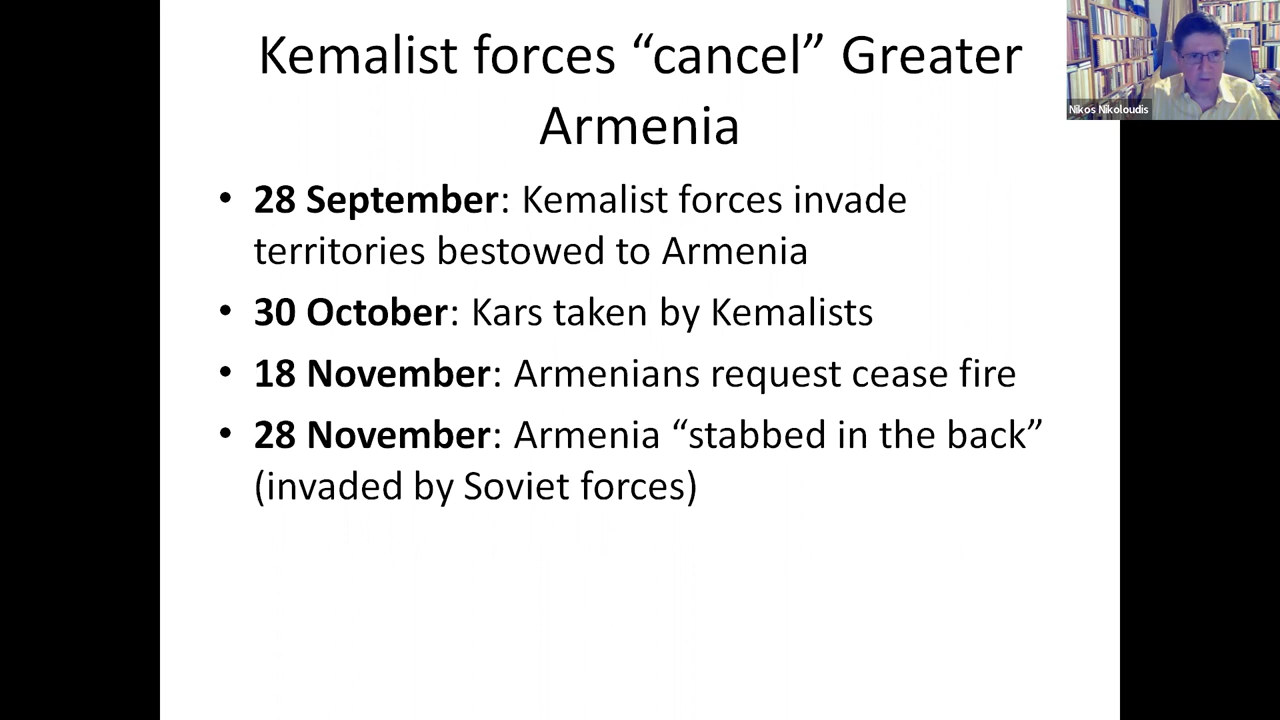 Kemalist forces “cancel” Greater
Armenia
• 28 September: Kemalist forces invade
territories bestowed to Armenia
• 30 October: Kars taken by Kemalists
• 18 November: Armenians request cease fire
• 28 November: Armenia “stabbed in the back”
(invaded by Soviet forces)
Nikos Nikoloudis